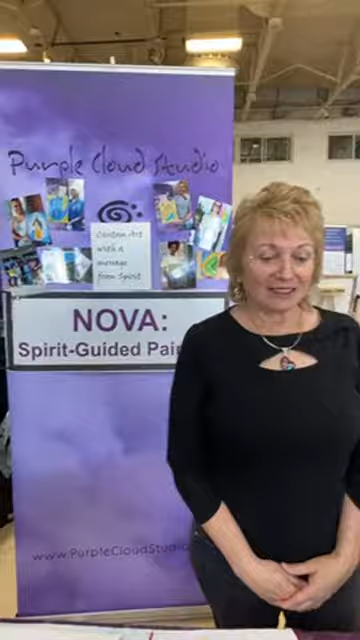 Purple Cloud Studio
Custom Art
with a
message
from Spirit
NOVA:
Spirit-Guided Pai
www.PurpleCloudStudio